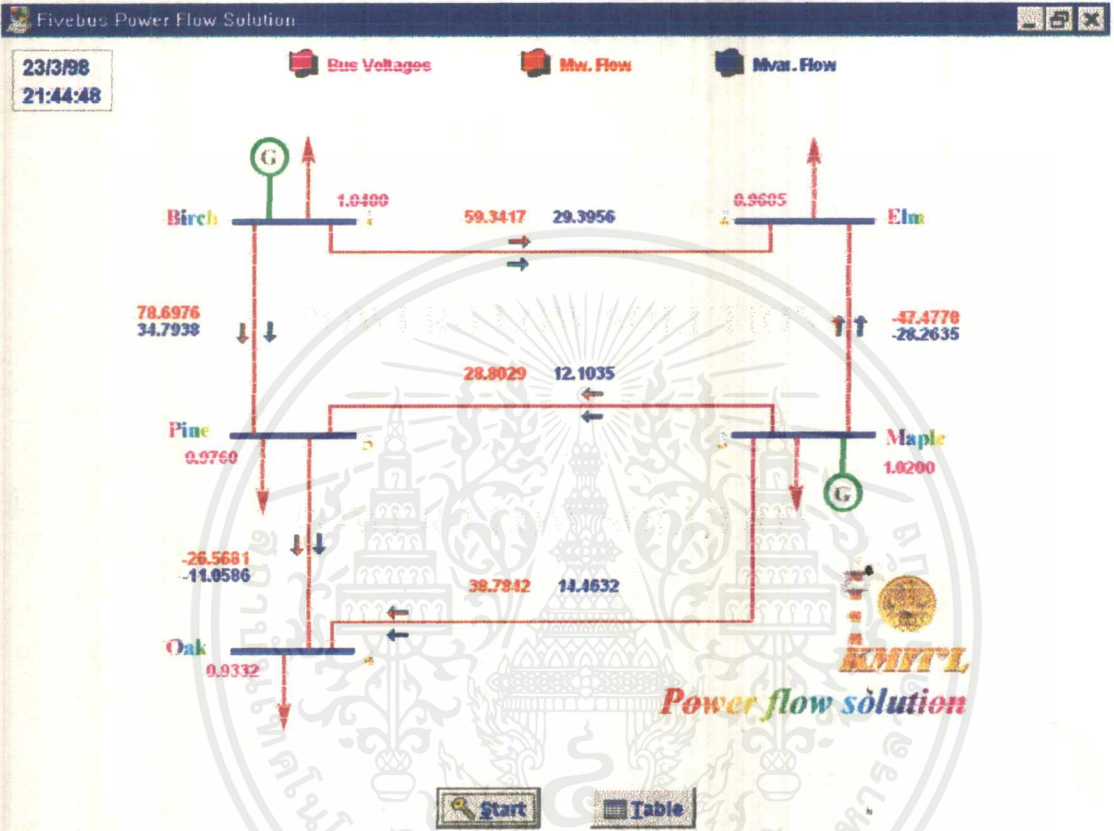 Fivebus Power Flow Solution
23/3/98
21:44:48
Bus Voltages
Mw. Flow
Mvar. Flow
G
Birch
1.0400
1
59.3417
29.3956
0.9605
2
Elm
78.6976
34.7938
-47.4770
-28.2635
28.8029
12.1035
Pine
5
0.9760
3
Maple
1.0200
G
-26.5681
-11.0586
38.7842
14.4632
Oak
4
0.9332
KMITL
Power flow solution
Start
Table